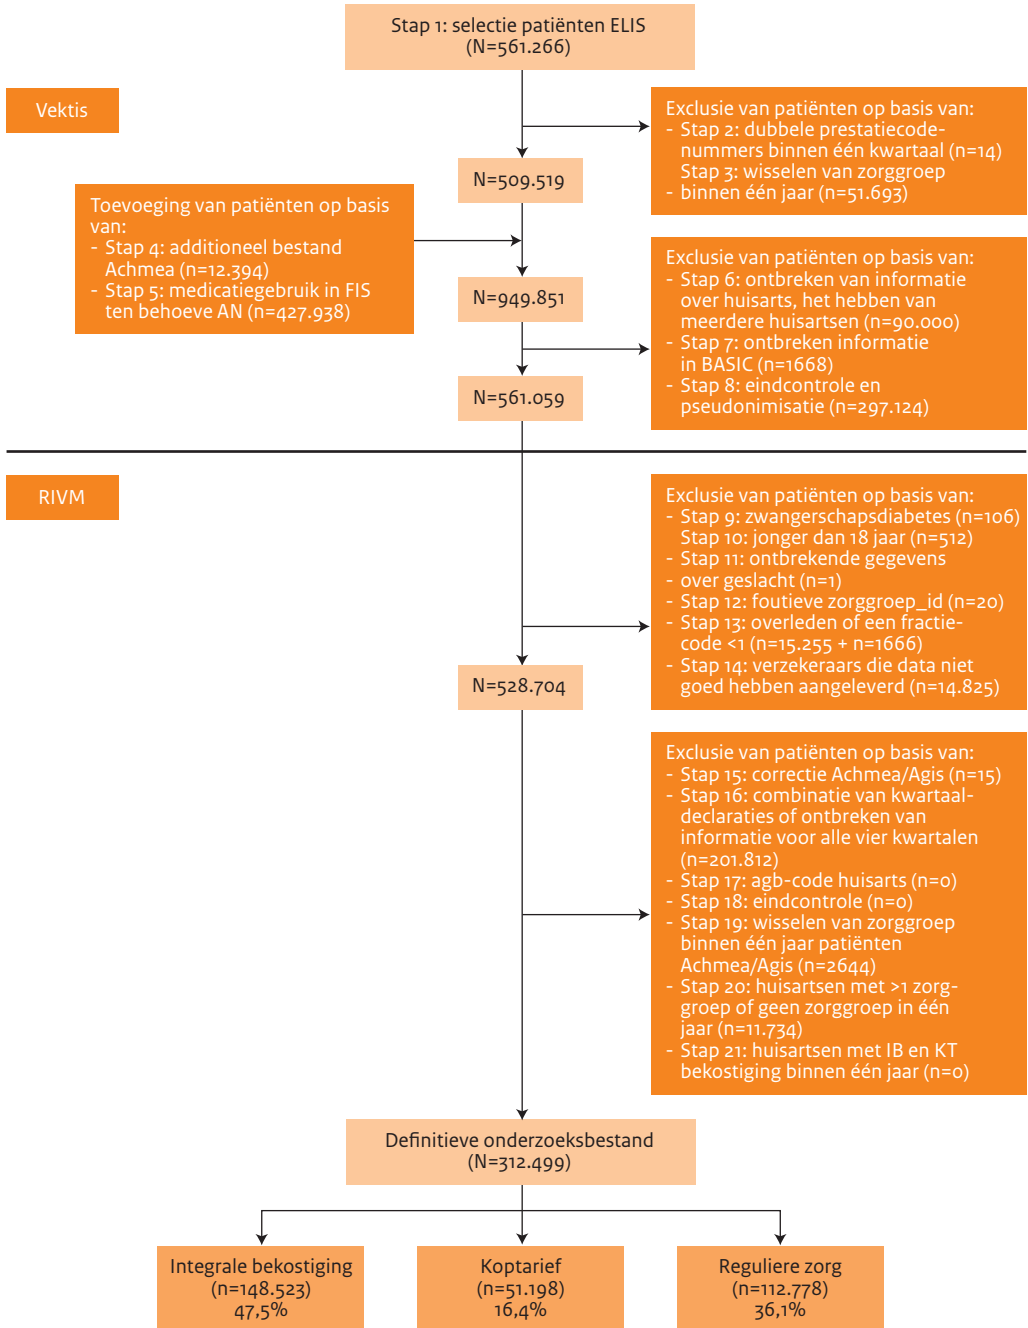 Stap 1: selectie patiënten ELIS
(N=561.266)
Vektis
Exclusie van patiënten op basis van:
- Stap 2: dubbele prestatiecode-
nummers binnen één kwartaal (n=14)
Stap 3: wisselen van zorggroep
- binnen één jaar (n=51.693)
N=509.519
Toevoeging van patiënten op basis
van:
- Stap 4: additioneel bestand
Achmea (n=12.394)
- Stap 5: medicatiegebruik in FIS
ten behoeve AN (n=427.938)
N=949.851
Exclusie van patiënten op basis van:
- Stap 6: ontbreken van informatie
over huisarts, het hebben van
meerdere huisartsen (n=90.000)
- Stap 7: ontbreken informatie
in BASIC (n=1668)
- Stap 8: eindcontrole en
pseudonimisatie (n=297.124)
N=561.059
RIVM
Exclusie van patiënten op basis van:
- Stap 9: zwangerschapsdiabetes (n=106)
Stap 10: jonger dan 18 jaar (n=512)
- Stap 11: ontbrekende gegevens
- over geslacht (n=1)
- Stap 12: foutieve zorggroep_id (n=20)
- Stap 13: overleden of een fractie-
code <1 (n=15.255 + n=1666)
- Stap 14: verzekeraars die data niet
goed hebben aangeleverd (n=14.825)
N=528.704
Exclusie van patiënten op basis van:
- Stap 15: correctie Achmea/Agis (n=15)
- Stap 16: combinatie van kwartaal-
declaraties of ontbreken van
informatie voor alle vier kwartalen
(n=201.812)
- Stap 17: agb-code huisarts (n=0)
- Stap 18: eindcontrole (n=0)
- Stap 19: wisselen van zorggroep
binnen één jaar patiënten
Achmea/Agis (n=2644)
- Stap 20: huisartsen met >1 zorg-
groep of geen zorggroep in één
jaar (n=11.734)
- Stap 21: huisartsen met IB en KT
bekostiging binnen één jaar (n=0)
Definitieve onderzoeksbestand
(N=312.499)
Integrale bekostiging
(n=148.523)
47,5%
Koptarief
(n=51.198)
16,4%
Reguliere zorg
(n=112.778)
36,1%